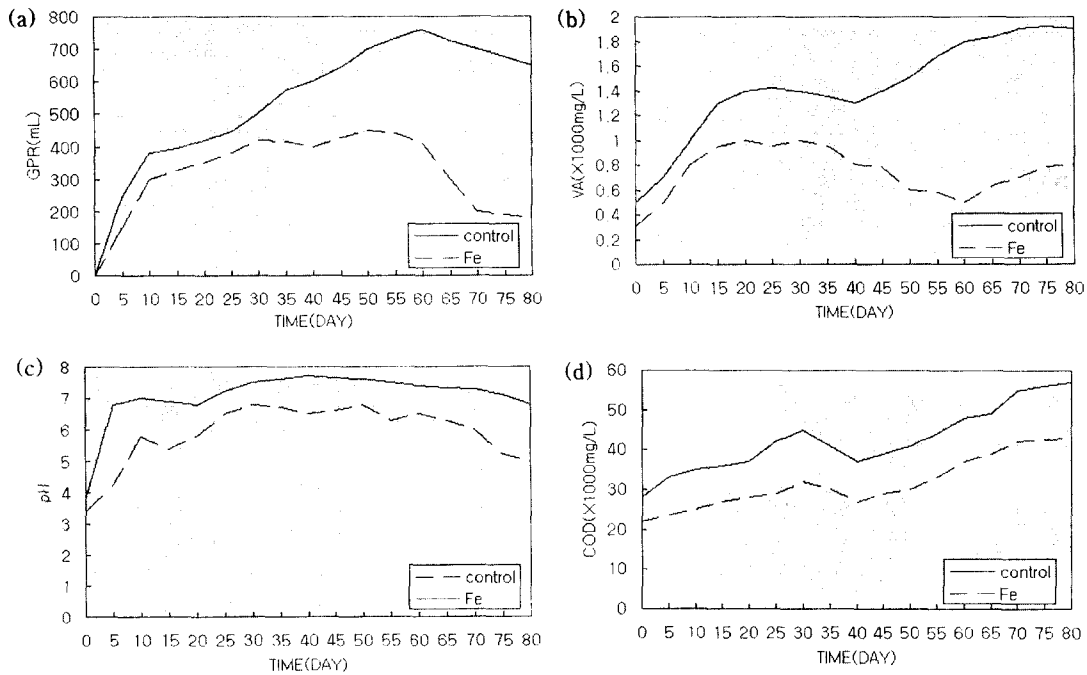 (a)
800
700
600
500
400
300
200
100
0
GPR(mL)
control
Fe
0 5 10 15 20 25 30 35 40 45 50 55 60 65 70 75 80
TIME(DAY)
(b)
2
1.8
1.6
1.4
1.2
1
0.8
0.6
0.4
0.2
0
VA(×1000mg/L)
control
Fe
0 5 10 15 20 25 30 35 40 45 50 55 60 65 70 75 80
TIME(DAY)
(c)
8
7
6
5
4
3
2
1
0
pH
control
Fe
0 5 10 15 20 25 30 35 40 45 50 55 60 65 70 75 80
TIME(DAY)
(d)
60
50
40
30
20
10
0
COD(×1000mg/L)
control
Fe
0 5 10 15 20 25 30 35 40 45 50 55 60 65 70 75 80
TIME(DAY)